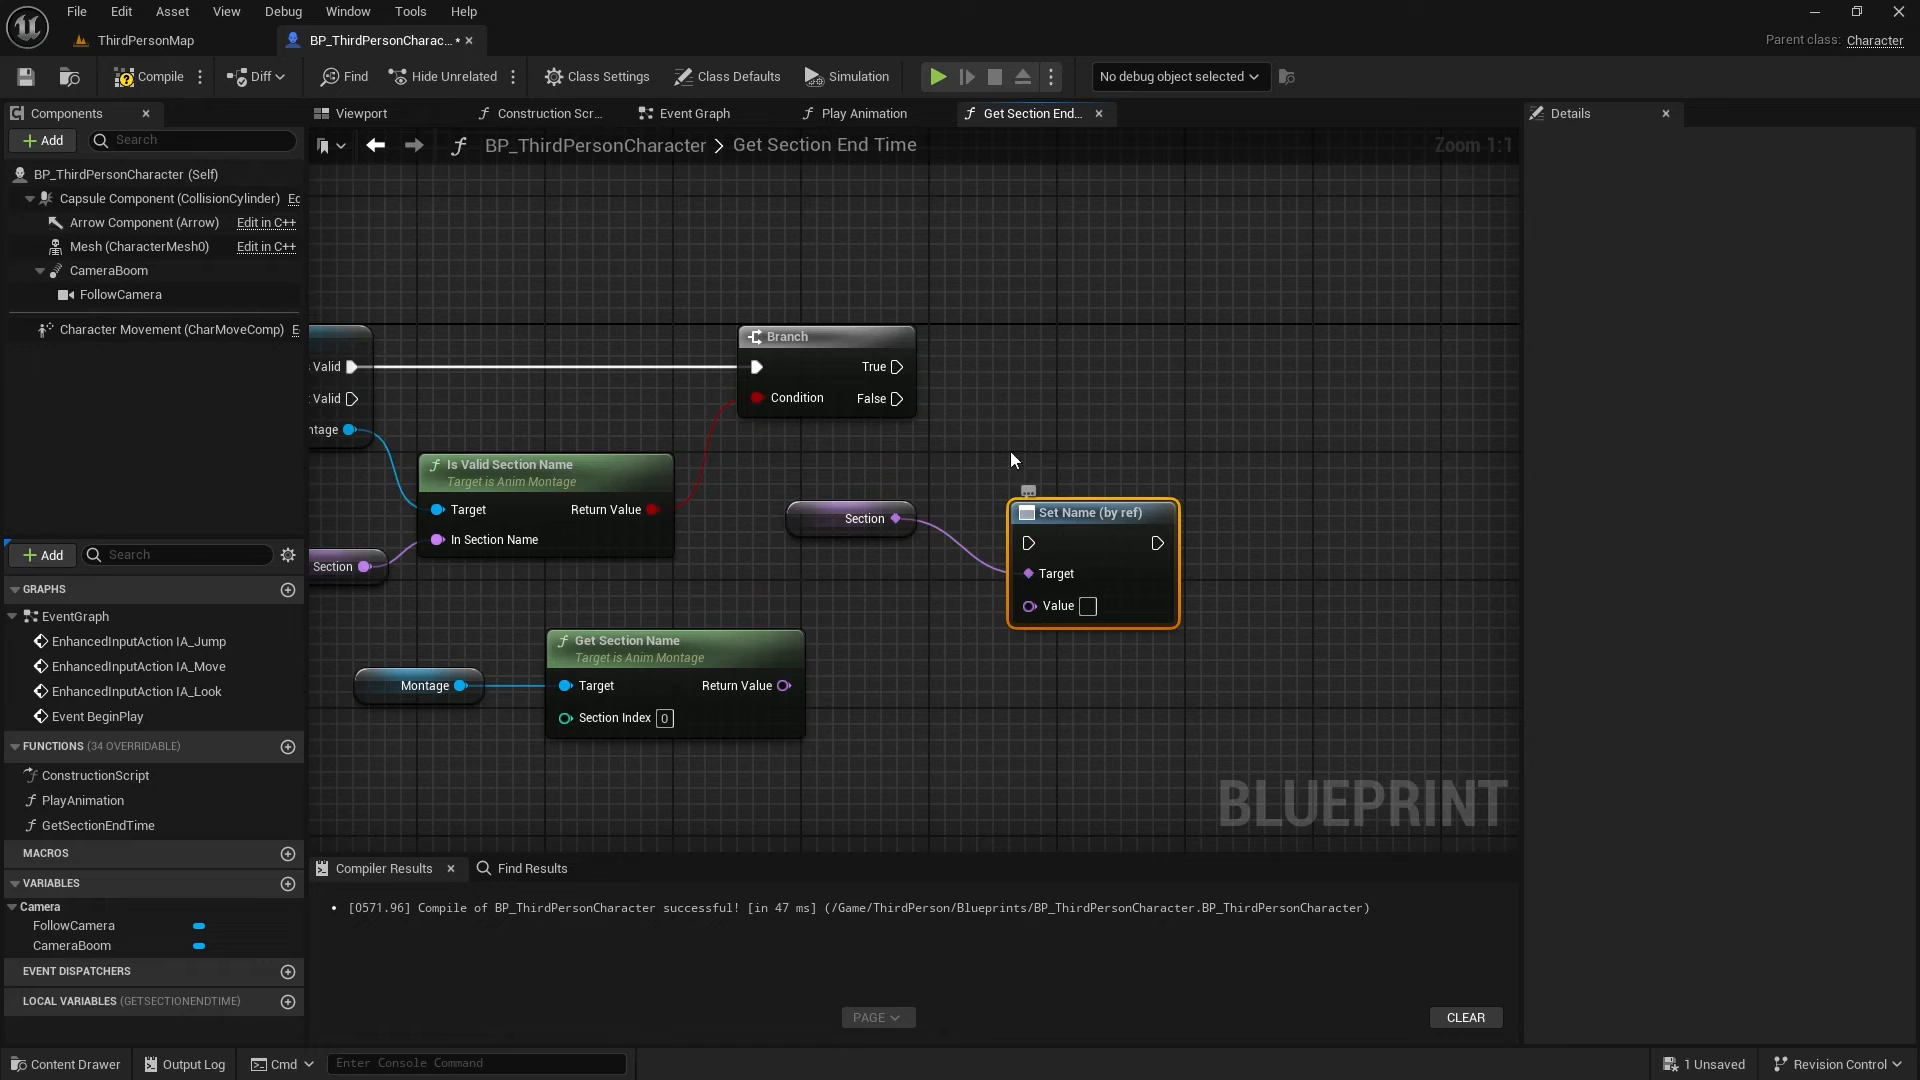 File Edit Asset View Debug Window Tools Help
ThirdPersonMap
BP_ThirdPersonCharac... •
Parent class: Character
Compile
Diff
Find
Hide Unrelated
Class Settings
Class Defaults
Simulation
No debug object selected
Components
Add
Search
BP_ThirdPersonCharacter (Self)
Capsule Component (CollisionCylinder) Ec
Arrow Component (Arrow) Edit in C++
Mesh (CharacterMesh0) Edit in C++
CameraBoom
FollowCamera
Character Movement (CharMoveComp) E
Add
Search
GRAPHS
EventGraph
EnhancedInputAction IA_Jump
EnhancedInputAction IA_Move
EnhancedInputAction IA_Look
Event BeginPlay
FUNCTIONS (34 OVERRIDABLE)
ConstructionScript
PlayAnimation
GetSectionEndTime
MACROS
VARIABLES
Camera
FollowCamera
CameraBoom
EVENT DISPATCHERS
LOCAL VARIABLES (GETSECTIONENDTIME)
Viewport
Construction Scr...
Event Graph
Play Animation
Get Section End...
BP_ThirdPersonCharacter > Get Section End Time
Zoom 1:1
Valid
Valid
ntage
Branch
True
Condition
False
Is Valid Section Name
Target is Anim Montage
Target
Return Value
In Section Name
Section
Section
Set Name (by ref)
Target
Value
Get Section Name
Target is Anim Montage
Montage
Target
Return Value
Section Index 0
BLUEPRINT
Compiler Results
Find Results
• [0571.96] Compile of BP_ThirdPersonCharacter successful! [in 47 ms] (/Game/ThirdPerson/Blueprints/BP_ThirdPersonCharacter.BP_ThirdPersonCharacter)
PAGE
CLEAR
Details
Content Drawer
Output Log
Cmd
Enter Console Command
1 Unsaved
Revision Control